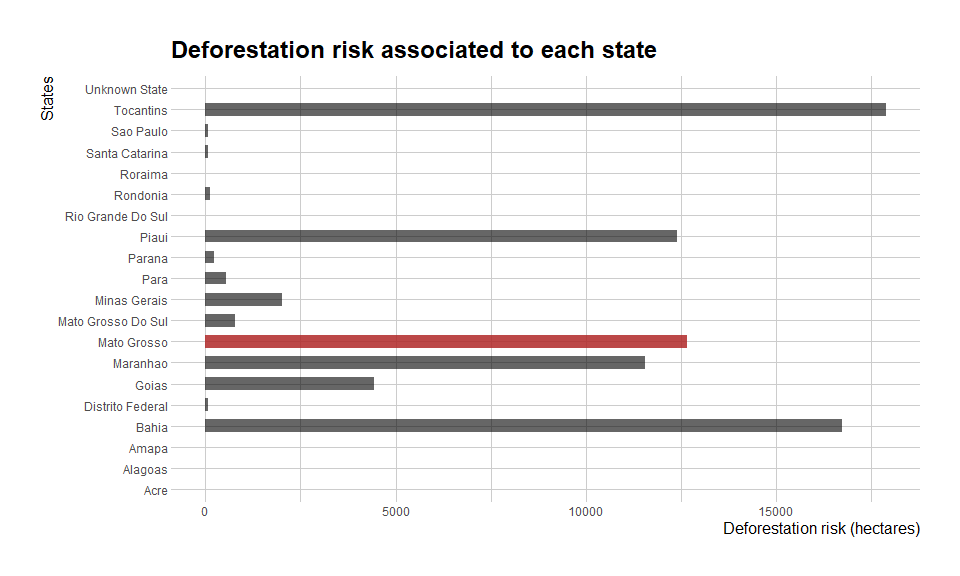 Deforestation risk associated to each state
States
Unknown State
Tocantins
Sao Paulo
Santa Catarina
Roraima
Rondonia
Rio Grande Do Sul
Piaui
Parana
Para
Minas Gerais
Mato Grosso Do Sul
Mato Grosso
Maranhao
Goias
Distrito Federal
Bahia
Amapa
Alagoas
Acre
0 5000 10000 15000
Deforestation risk (hectares)